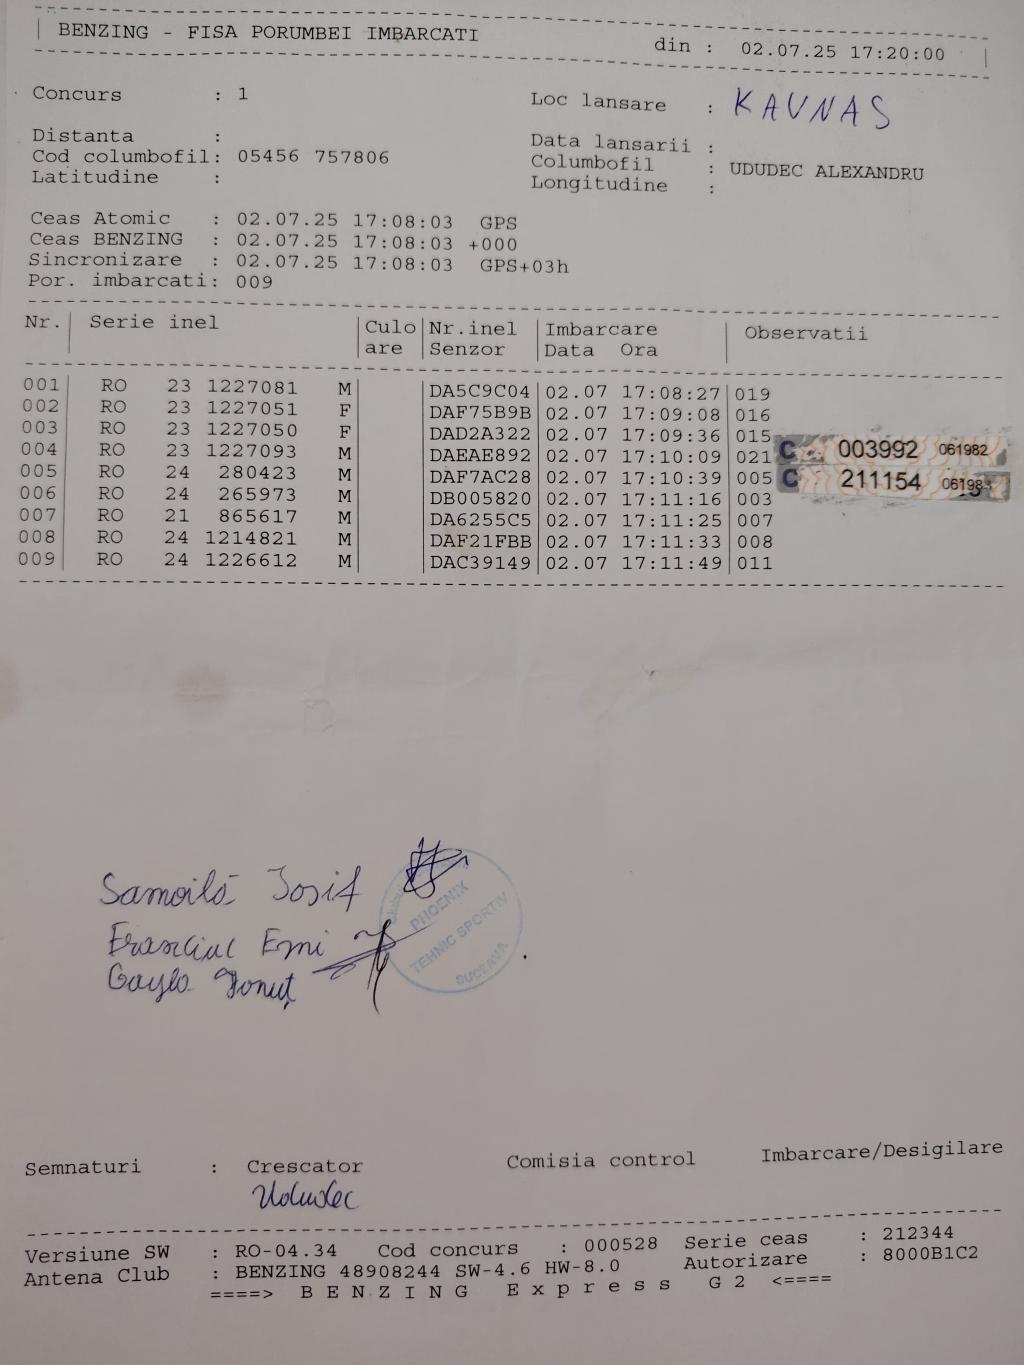 BENZING - FISA PORUMBEI IMBARCATI din : 02.07.25 17:20:00
Concurs : 1 Loc lansare : KAUNAS
Distanta : Data lansarii :
Cod columbofil: 05456 757806 Columbofil : UDUDEC ALEXANDRU
Latitudine : Longitudine :
Ceas Atomic : 02.07.25 17:08:03 GPS
Ceas BENZING : 02.07.25 17:08:03 +000
Sincronizare : 02.07.25 17:08:03 GPS+03h
Por. imbarcati: 009
Nr. Serie inel Culo Nr.inel Imbarcare Observatii
are Senzor Data Ora
001 RO 23 1227081 M DA5C9C04 02.07 17:08:27 019
002 RO 23 1227051 F DAF75B9B 02.07 17:09:08 016
003 RO 23 1227050 F DAD2A322 02.07 17:09:36 015
004 RO 23 1227093 M DAEAE892 02.07 17:10:09 021 C 003992 061982
005 RO 24 280423 M DAF7AC28 02.07 17:10:39 005 C 211154 061983
006 RO 24 265973 M DB005820 02.07 17:11:16 003
007 RO 21 865617 M DA6255C5 02.07 17:11:25 007
008 RO 24 1214821 M DAF21FBB 02.07 17:11:33 008
009 RO 24 1226612 M DAC39149 02.07 17:11:49 011
Samoilă Iosif
Emi
Ionuț
PHOENIX
TEHNIC SPORTIV
SUCEAVA
Semnaturi : Crescator Comisia control Imbarcare/Desigilare
Ududec
Versiune SW : RO-04.34 Cod concurs : 000528 Serie ceas : 212344
Antena Club : BENZING 48908244 SW-4.6 HW-8.0 Autorizare : 8000B1C2
====> B E N Z I N G E x p r e s s G 2 <====